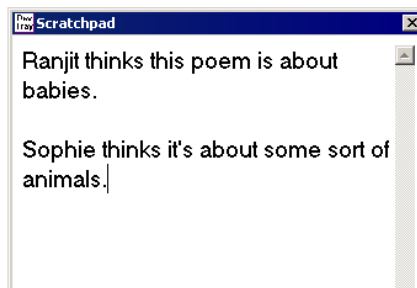 Scratchpad
Ranjit thinks this poem is about
babies.
Sophie thinks it's about some sort of
animals.